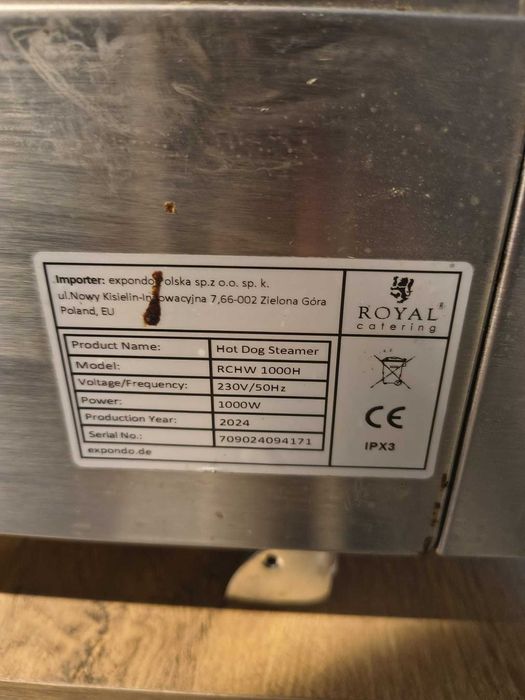 Importer: expondo Polska sp.z o.o. sp. k.
ul.Nowy Kisielin-In owacyjna 7,66-002 Zielona Góra
Poland, EU
ROYAL®
catering
Product Name: Hot Dog Steamer
Model: RCHW 1000H
Voltage/Frequency: 230V/50Hz
Power: 1000W
Production Year: 2024
Serial No.: 709024094171
expondo.de
CE
IPX3